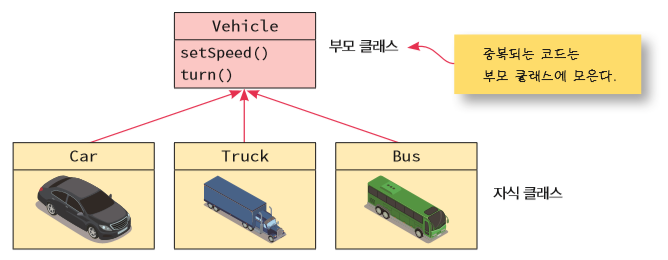 Vehicle
setSpeed()
turn()
부모 클래스
중복되는 코드는
부모 클래스에 모은다.
Car
Truck
Bus
자식 클래스